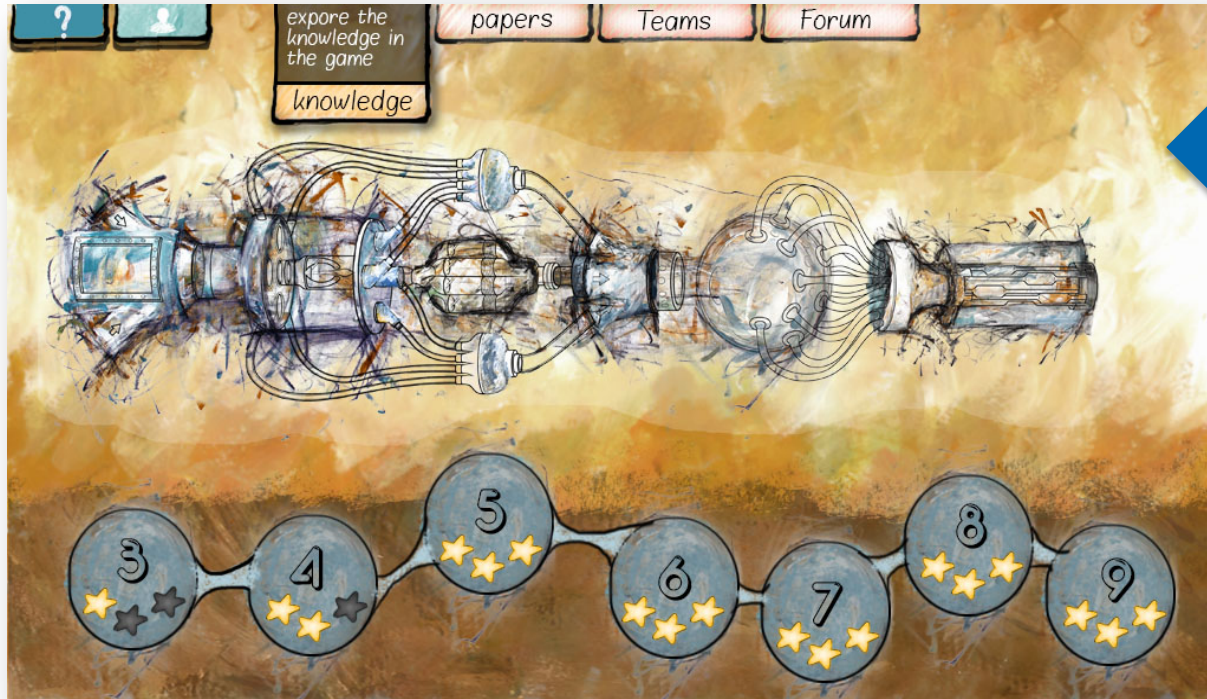 ?
expore the
knowledge in
the game
knowledge
papers
Teams
Forum
3
4
5
6
7
8
9